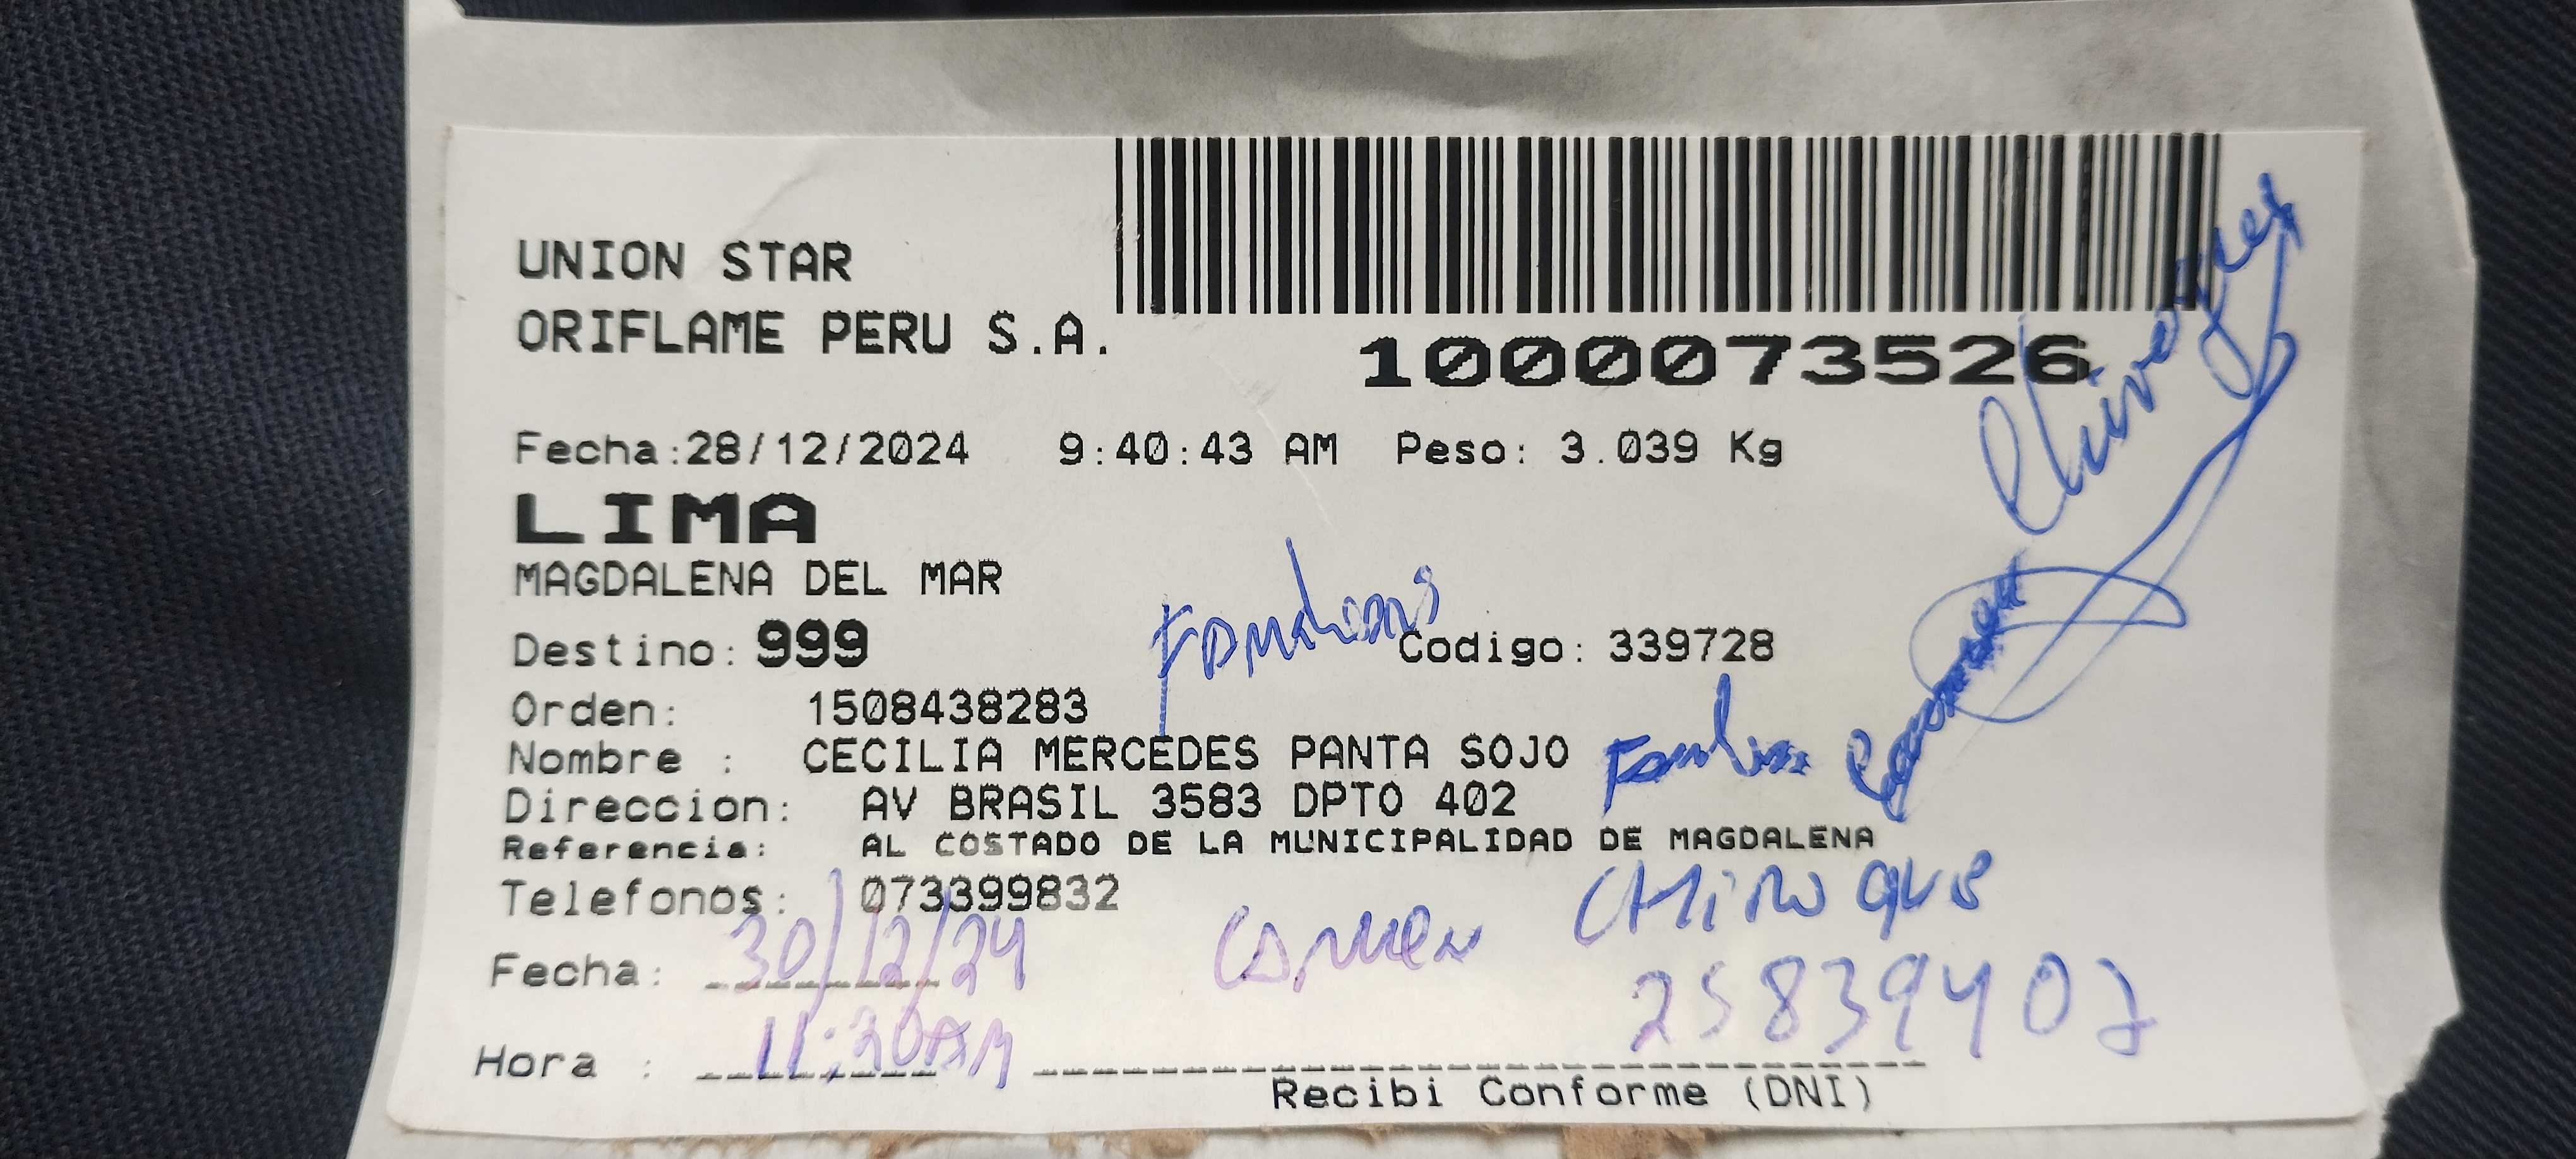 UNION STAR
ORIFLAME PERU S.A.
1000073526
Fecha:28/12/2024 9:40:43 AM Peso: 3.039 Kg
LIMA
MAGDALENA DEL MAR
Destino: 999 Codigo: 339728
Orden: 1508438283
Nombre : CECILIA MERCEDES PANTA SOJO
Direccion: AV BRASIL 3583 DPTO 402
Referencia: AL COSTADO DE LA MUNICIPALIDAD DE MAGDALENA
Telefonos: 073399832
Carmen Chiroque
Fecha: 30/12/24 Carmen CHiroque
25839407
Hora : 11:30AM
Recibi Conforme (DNI)